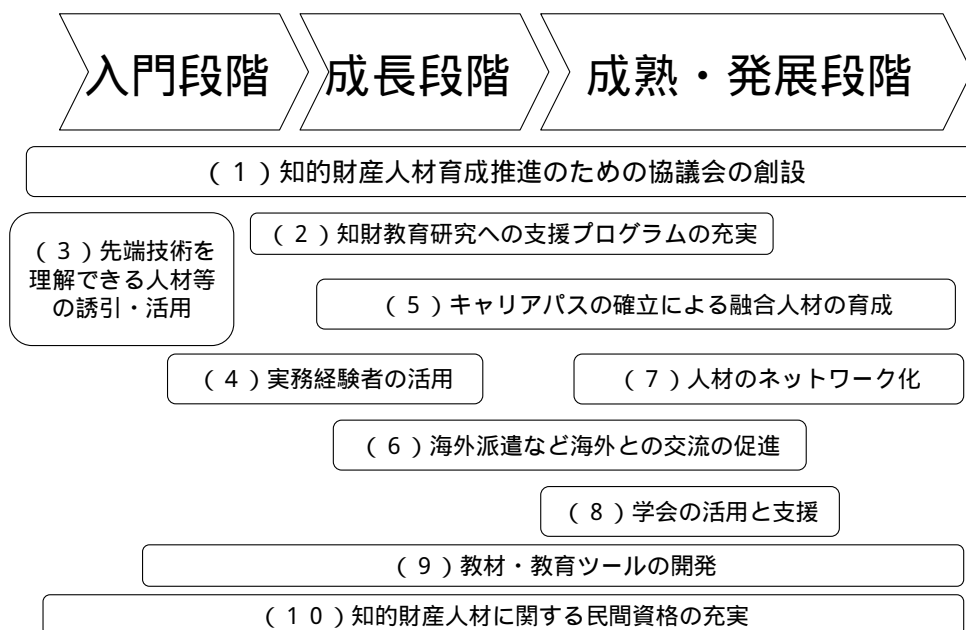 入門段階
成長段階
成熟・発展段階
(1)知的財産人材育成推進のための協議会の創設
(2)知財教育研究への支援プログラムの充実
(3)先端技術を
理解できる人材等
の誘引・活用
(5)キャリアパスの確立による融合人材の育成
(4)実務経験者の活用
(7)人材のネットワーク化
(6)海外派遣など海外との交流の促進
(8)学会の活用と支援
(9)教材・教育ツールの開発
(10)知的財産人材に関する民間資格の充実